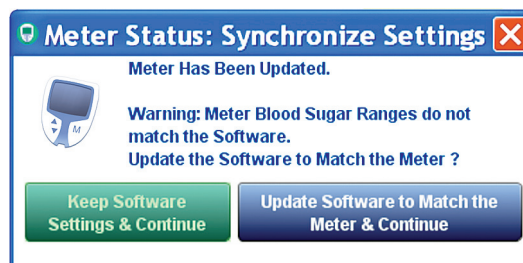 Meter Status: Synchronize Settings
Meter Has Been Updated.
Warning: Meter Blood Sugar Ranges do not
match the Software.
Update the Software to Match the Meter ?
M
Keep Software
Settings & Continue
Update Software to Match the
Meter & Continue